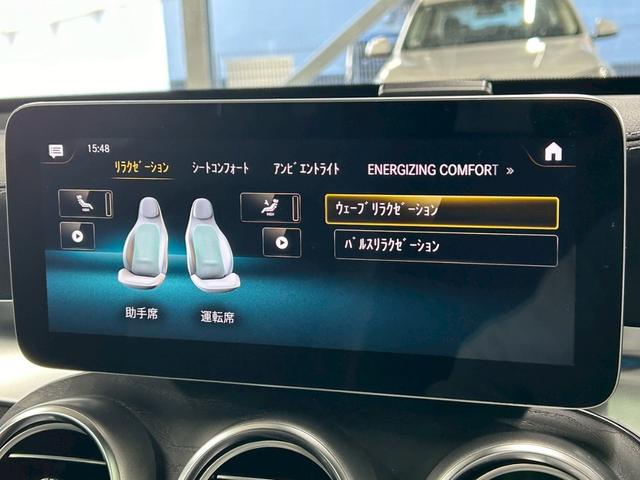 15:48
ﾘﾗｸｾﾞｰｼｮﾝ ｼｰﾄｺﾝﾌｫｰﾄ ｱﾝﾋﾞｴﾝﾄﾗｲﾄ ENERGIZING COMFORT »
ｳｪｰﾌﾞﾘﾗｸｾﾞｰｼｮﾝ
ﾊﾟﾙｽﾘﾗｸｾﾞｰｼｮﾝ
助手席 運転席